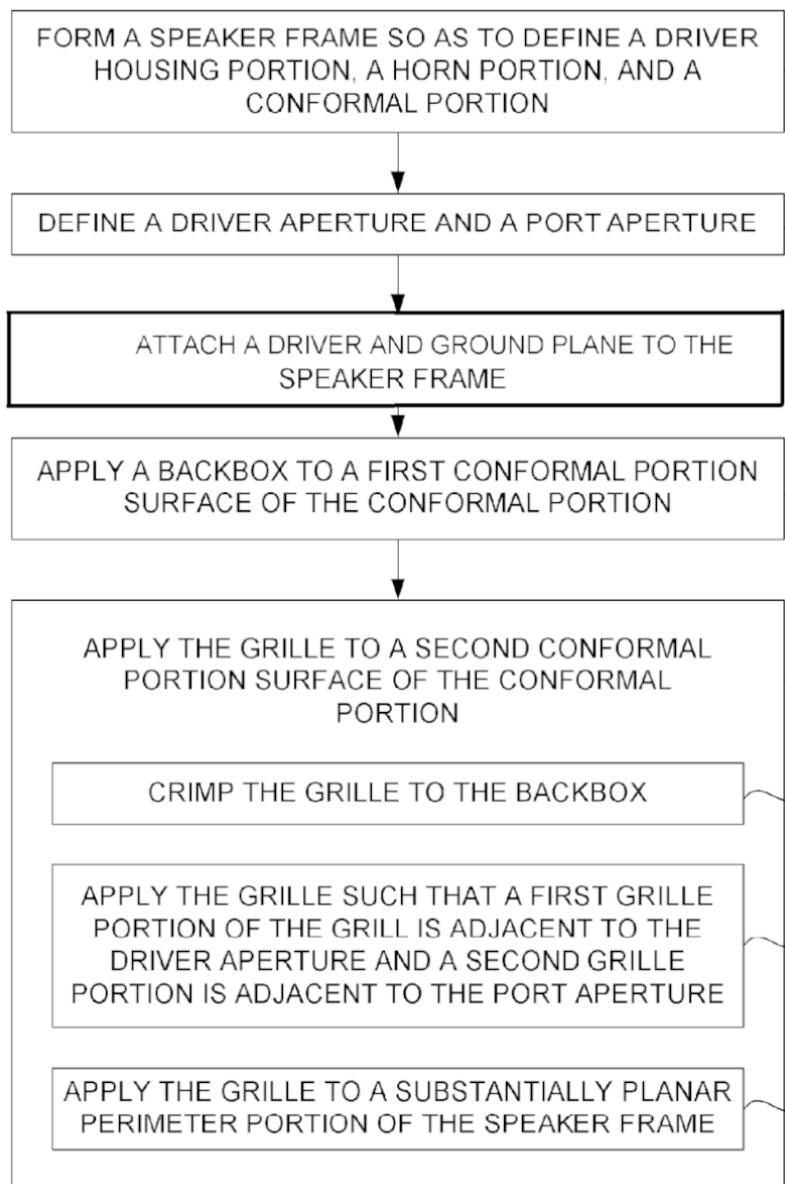 FORM A SPEAKER FRAME SO AS TO DEFINE A DRIVER
HOUSING PORTION, A HORN PORTION, AND A
CONFORMAL PORTION
DEFINE A DRIVER APERTURE AND A PORT APERTURE
ATTACH A DRIVER AND GROUND PLANE TO THE
SPEAKER FRAME
APPLY A BACKBOX TO A FIRST CONFORMAL PORTION
SURFACE OF THE CONFORMAL PORTION
APPLY THE GRILLE TO A SECOND CONFORMAL
PORTION SURFACE OF THE CONFORMAL
PORTION
CRIMP THE GRILLE TO THE BACKBOX
APPLY THE GRILLE SUCH THAT A FIRST GRILLE
PORTION OF THE GRILL IS ADJACENT TO THE
DRIVER APERTURE AND A SECOND GRILLE
PORTION IS ADJACENT TO THE PORT APERTURE
APPLY THE GRILLE TO A SUBSTANTIALLY PLANAR
PERIMETER PORTION OF THE SPEAKER FRAME